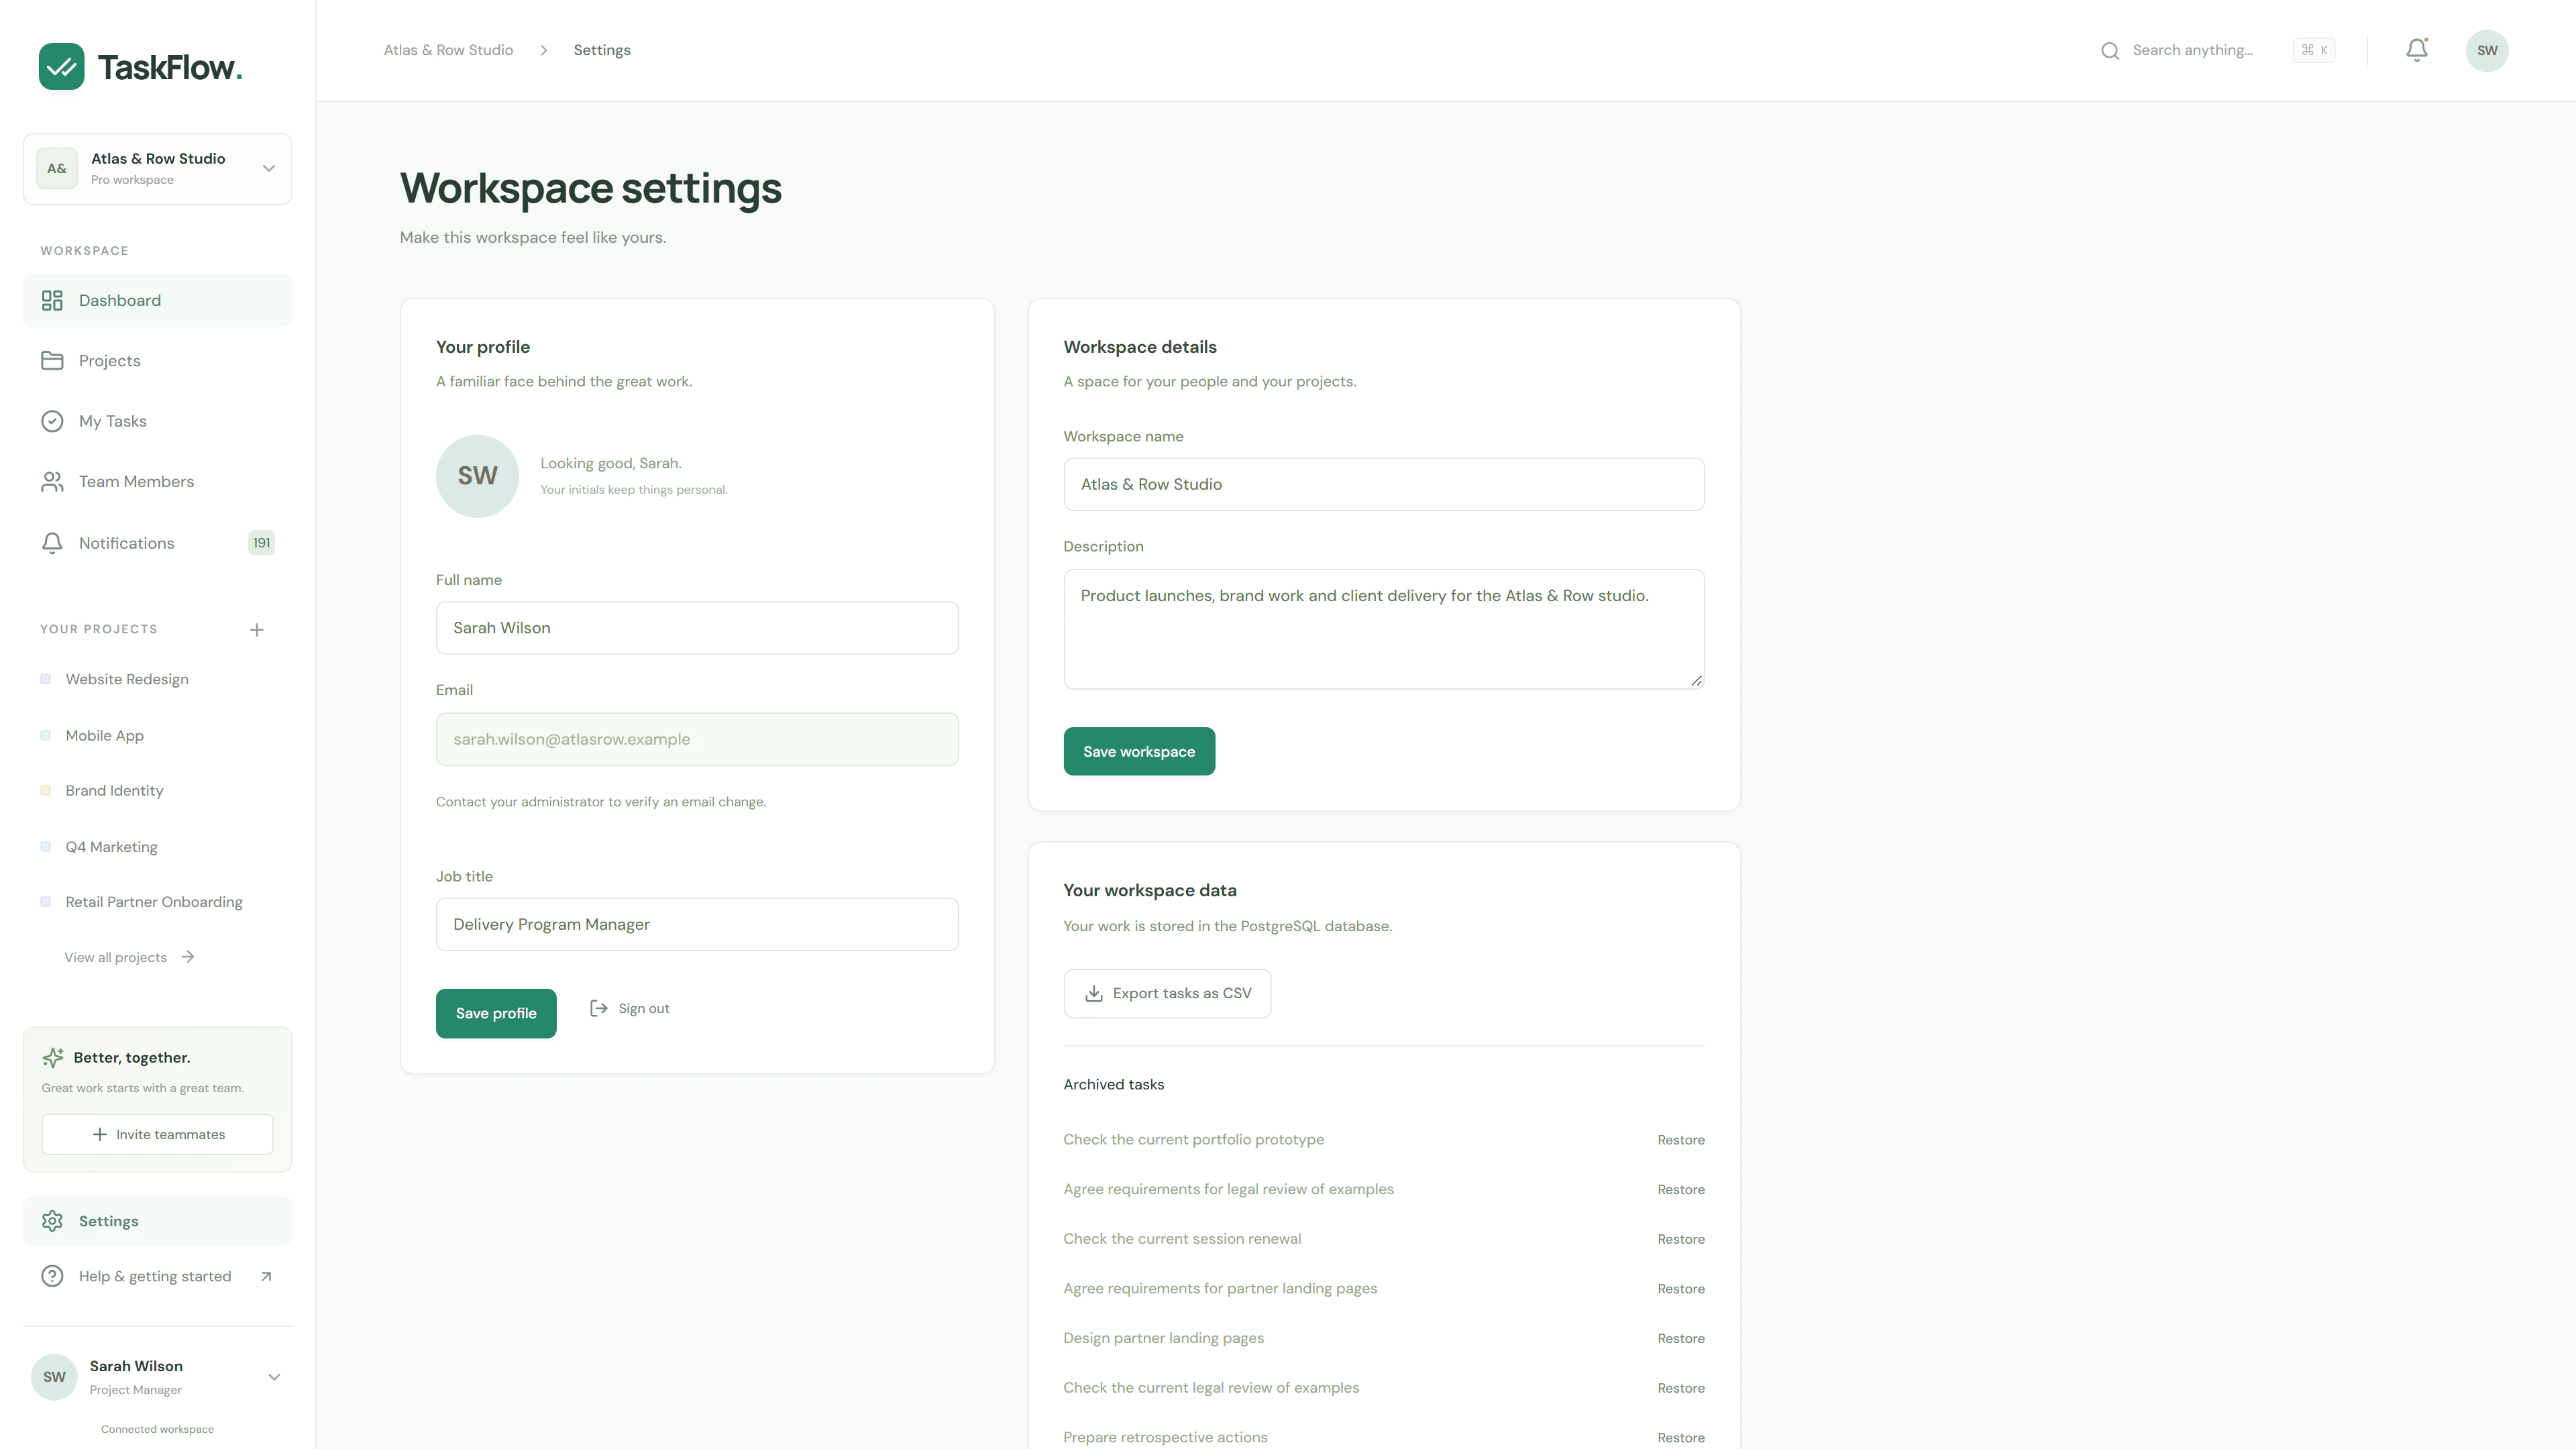 TaskFlow.
A&
Atlas & Row Studio
Pro workspace
WORKSPACE
Dashboard
Projects
My Tasks
Team Members
Notifications
191
YOUR PROJECTS
Website Redesign
Mobile App
Brand Identity
Q4 Marketing
Retail Partner Onboarding
View all projects
Better, together.
Great work starts with a great team.
Invite teammates
Settings
Help & getting started
SW
Sarah Wilson
Project Manager
Connected workspace
Atlas & Row Studio
Settings
Search anything...
⌘ K
SW
Workspace settings
Make this workspace feel like yours.
Your profile
A familiar face behind the great work.
SW
Looking good, Sarah.
Your initials keep things personal.
Full name
Sarah Wilson
Email
sarah.wilson@atlasrow.example
Contact your administrator to verify an email change.
Job title
Delivery Program Manager
Save profile
Sign out
Workspace details
A space for your people and your projects.
Workspace name
Atlas & Row Studio
Description
Product launches, brand work and client delivery for the Atlas & Row studio.
Save workspace
Your workspace data
Your work is stored in the PostgreSQL database.
Export tasks as CSV
Archived tasks
Check the current portfolio prototype Restore
Agree requirements for legal review of examples Restore
Check the current session renewal Restore
Agree requirements for partner landing pages Restore
Design partner landing pages Restore
Check the current legal review of examples Restore
Prepare retrospective actions Restore